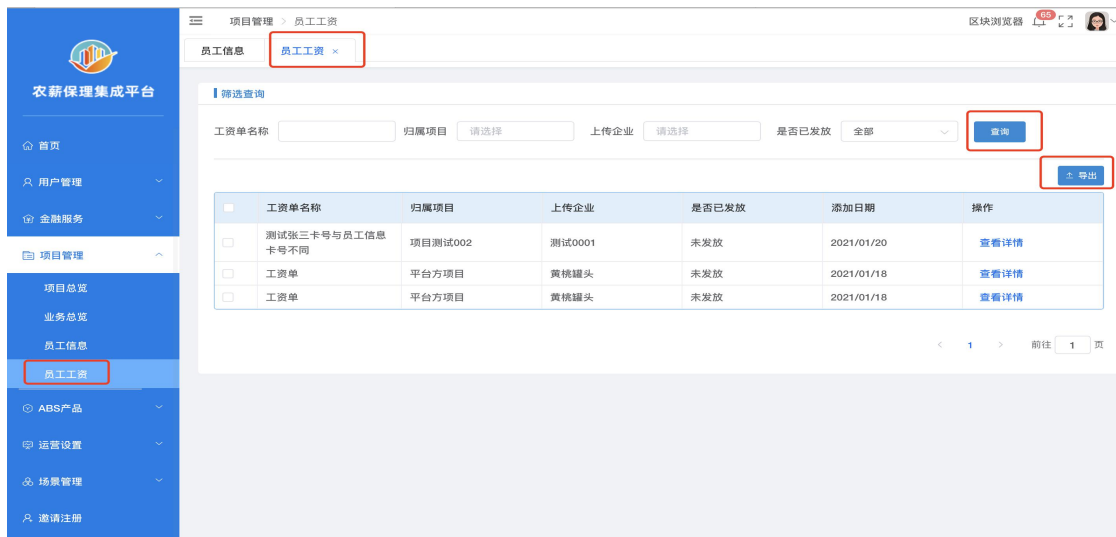 项目管理 > 员工工资
区块浏览器 65
农薪保理集成平台
员工信息 员工工资 ×
首页
用户管理
金融服务
项目管理
项目总览
业务总览
员工信息
员工工资
ABS产品
运营设置
场景管理
邀请注册
筛选查询
工资单名称 归属项目 请选择 上传企业 请选择 是否已发放 全部 查询
导出
工资单名称 归属项目 上传企业 是否已发放 添加日期 操作
测试张三卡号与员工信息
卡号不同 项目测试002 测试0001 未发放 2021/01/20 查看详情
工资单 平台方项目 黄桃罐头 未发放 2021/01/18 查看详情
工资单 平台方项目 黄桃罐头 未发放 2021/01/18 查看详情
< 1 > 前往 1 页